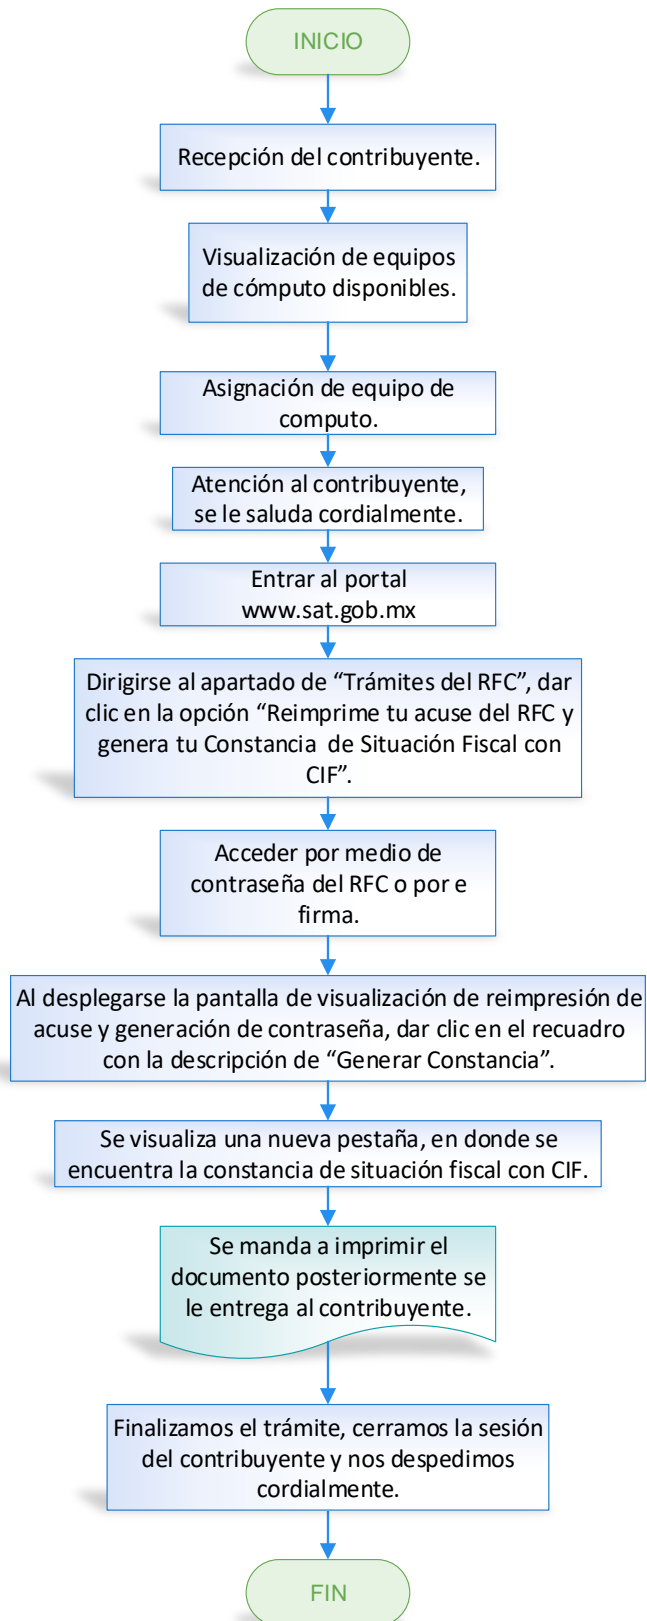 INICIO
Recepción del contribuyente.
Visualización de equipos
de cómputo disponibles.
Asignación de equipo de
computo.
Atención al contribuyente,
se le saluda cordialmente.
Entrar al portal
www.sat.gob.mx
Dirigirse al apartado de “Trámites del RFC”, dar
clic en la opción “Reimprime tu acuse del RFC y
genera tu Constancia de Situación Fiscal con
CIF”.
Acceder por medio de
contraseña del RFC o por e
firma.
Al desplegarse la pantalla de visualización de reimpresión de
acuse y generación de contraseña, dar clic en el recuadro
con la descripción de “Generar Constancia”.
Se visualiza una nueva pestaña, en donde se
encuentra la constancia de situación fiscal con CIF.
Se manda a imprimir el
documento posteriormente se
le entrega al contribuyente.
Finalizamos el trámite, cerramos la sesión
del contribuyente y nos despedimos
cordialmente.
FIN